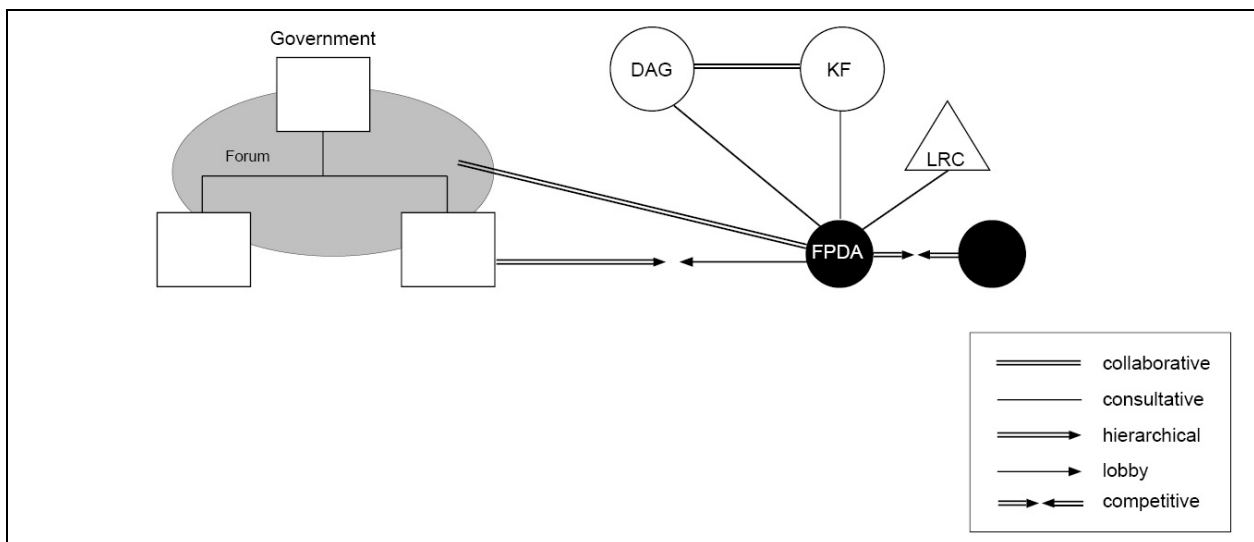 Government
DAG
KF
Forum
LRC
FPDA
collaborative
consultative
hierarchical
lobby
competitive